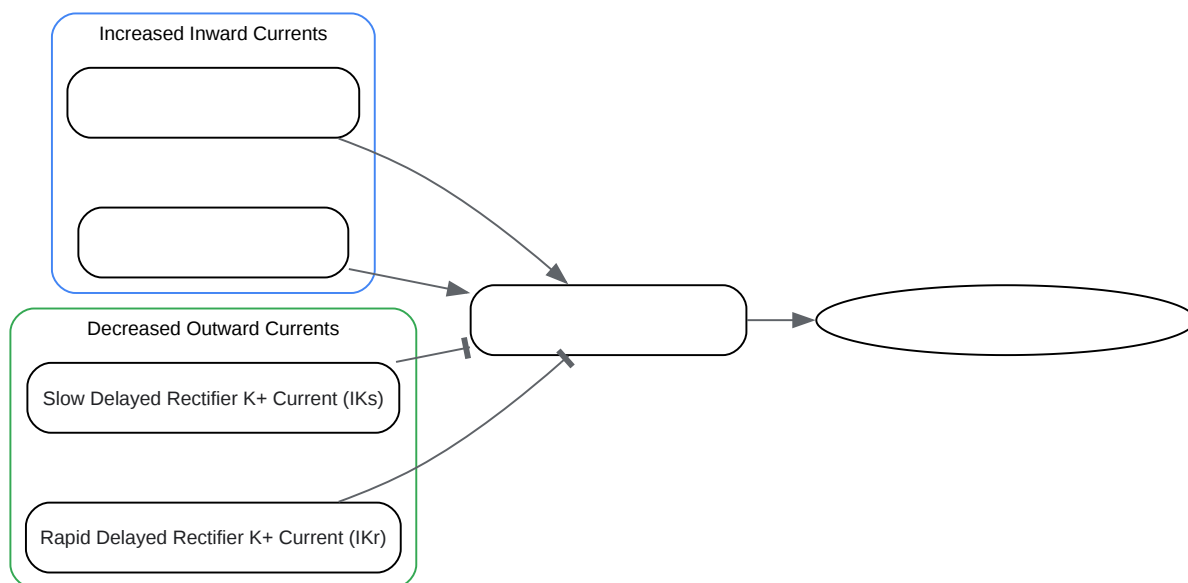 Increased Inward Currents
Decreased Outward Currents
Slow Delayed Rectifier K+ Current (IKs)
Rapid Delayed Rectifier K+ Current (IKr)